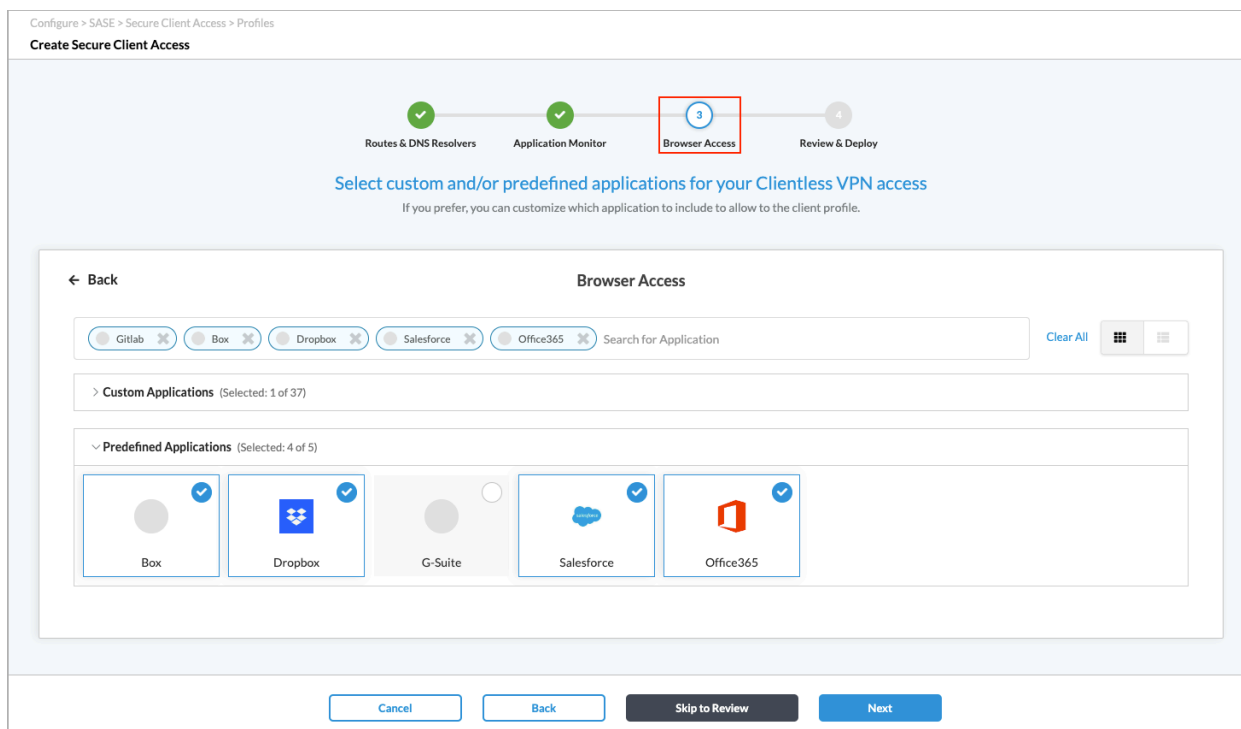 Configure > SASE > Secure Client Access > Profiles
Create Secure Client Access
3
4
Routes & DNS Resolvers
Application Monitor
Browser Access
Review & Deploy
Select custom and/or predefined applications for your Clientless VPN access
If you prefer, you can customize which application to include to allow to the client profile.
← Back
Browser Access
Gitlab
Box
Dropbox
Salesforce
Office365
Search for Application
Clear All
Custom Applications (Selected: 1 of 37)
Predefined Applications (Selected: 4 of 5)
Box
Dropbox
G-Suite
salesforce
Salesforce
Office365
Cancel
Back
Skip to Review
Next